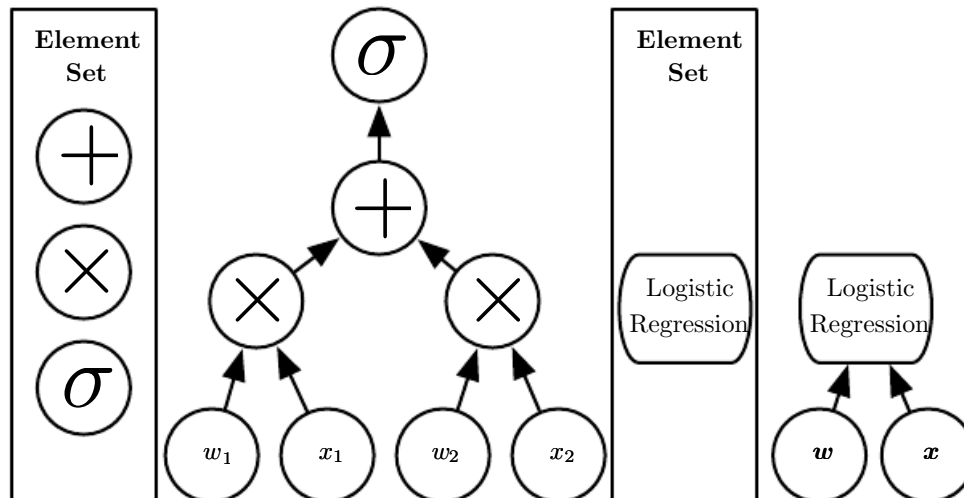 Element
Set
+
×
σ
σ
+
×
×
w₁
x₁
w₂
x₂
Element
Set
Logistic
Regression
Logistic
Regression
w
x